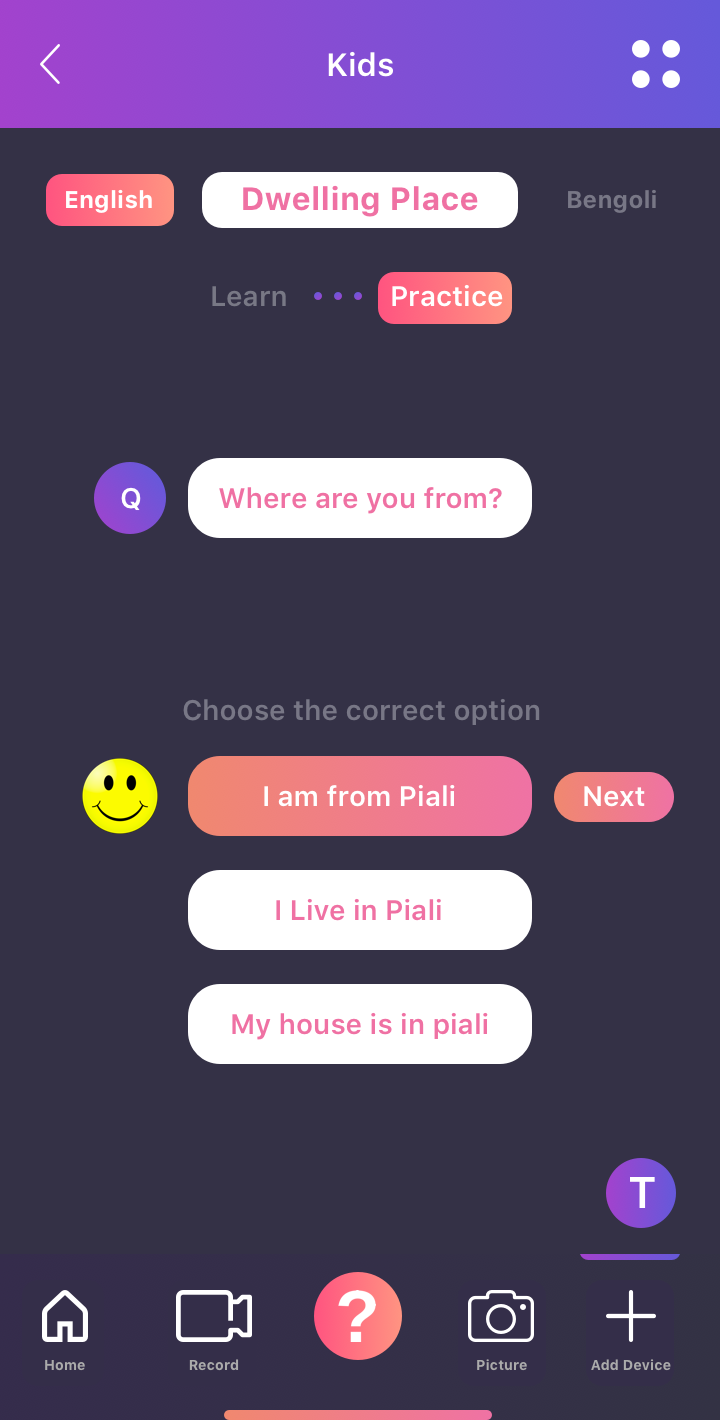 Kids
English
Dwelling Place
Bengoli
Learn
Practice
Q
Where are you from?
Choose the correct option
I am from Piali
Next
I Live in Piali
My house is in piali
T
?
Home
Record
Picture
Add Device